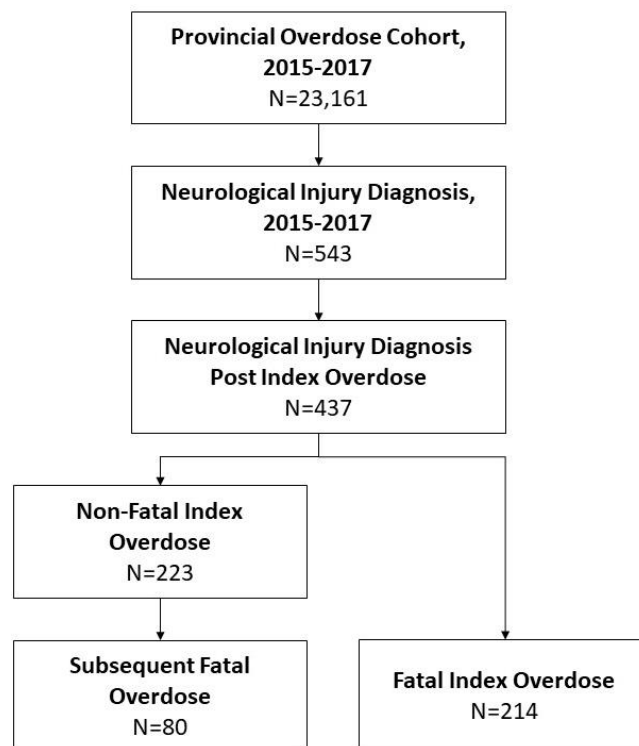 Provincial Overdose Cohort,
2015-2017
N=23,161
Neurological Injury Diagnosis,
2015-2017
N=543
Neurological Injury Diagnosis
Post Index Overdose
N=437
Non-Fatal Index
Overdose
N=223
Subsequent Fatal
Overdose
N=80
Fatal Index Overdose
N=214